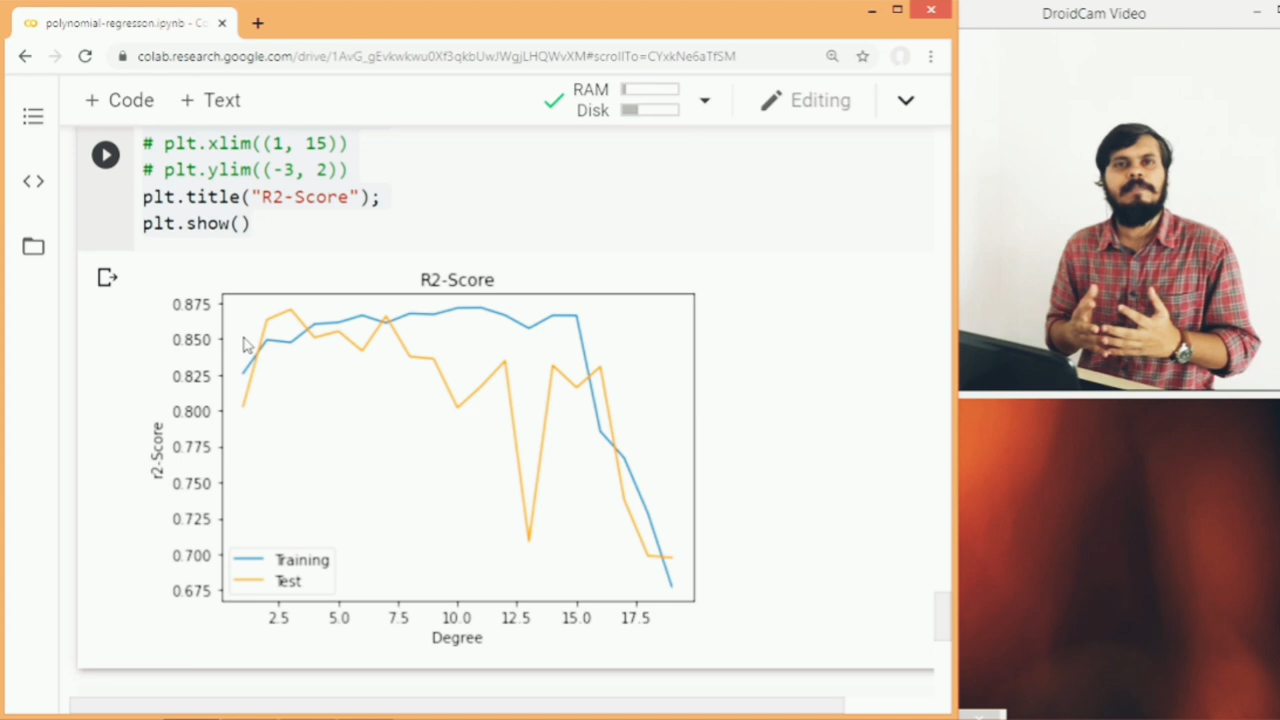 polynomial-regresson.ipynb - Co
DroidCam Video
colab.research.google.com/drive/1AvG_gEvkwkwu0Xf3qkbUwJWgjLHQWvXM#scrollTo=CYxkNe6aTfSM
+ Code + Text
RAM
Disk
Editing
# plt.xlim((1, 15))
# plt.ylim((-3, 2))
plt.title("R2-Score");
plt.show()
R2-Score
0.875
0.850
0.825
0.800
0.775
0.750
0.725
0.700
0.675
r2-Score
Training
Test
2.5 5.0 7.5 10.0 12.5 15.0 17.5
Degree